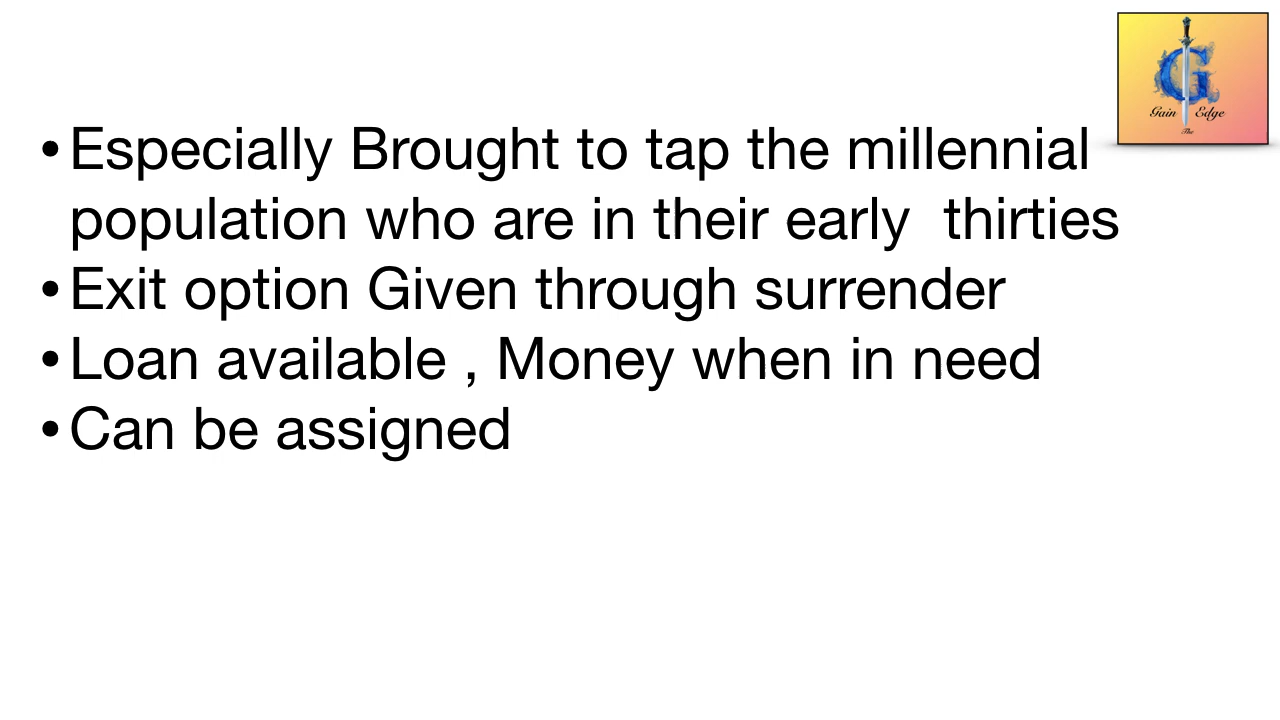 G
Gain Edge
The
• Especially Brought to tap the millennial
population who are in their early  thirties
• Exit option Given through surrender
• Loan available , Money when in need
• Can be assigned